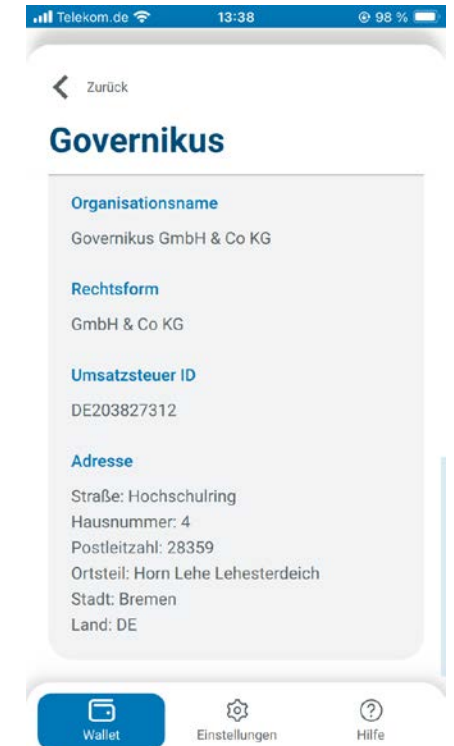 Telekom.de 13:38 98 %
Zurück
Governikus
Organisationsname
Governikus GmbH & Co KG
Rechtsform
GmbH & Co KG
Umsatzsteuer ID
DE203827312
Adresse
Straße: Hochschulring
Hausnummer: 4
Postleitzahl: 28359
Ortsteil: Horn Lehe Lehesterdeich
Stadt: Bremen
Land: DE
Wallet Einstellungen Hilfe